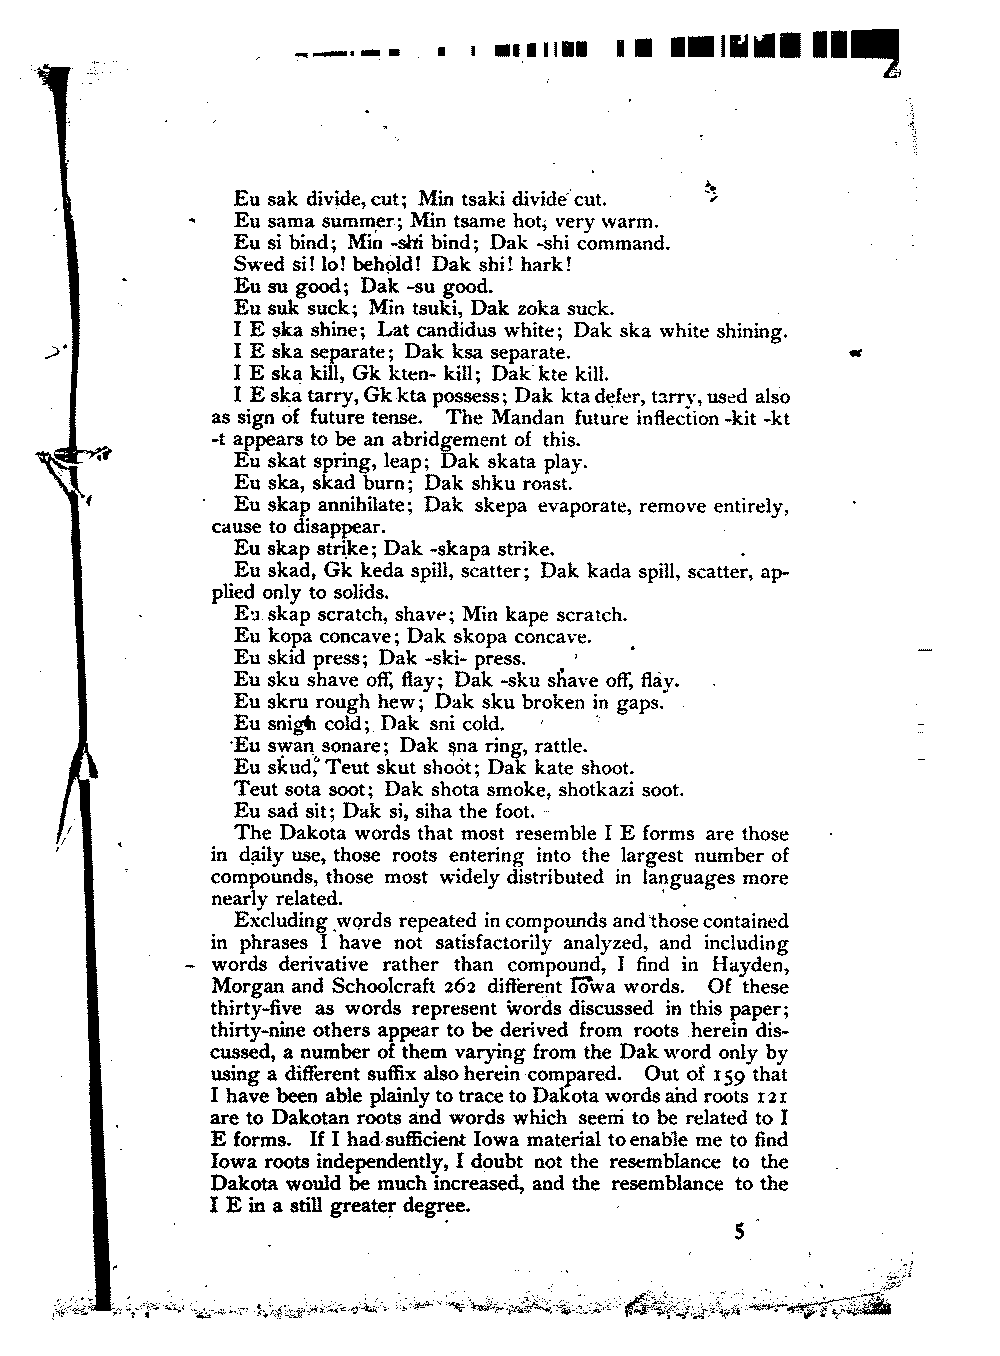 Eu sak divide, cut; Min tsaki divide cut.
Eu sama summer; Min tsame hot, very warm.
Eu si bind; Min -shi bind; Dak -shi command.
Swed si! lo! behold! Dak shi! hark!
Eu su good; Dak -su good.
Eu suk suck; Min tsuki, Dak zoka suck.
I E ska shine; Lat candidus white; Dak ska white shining.
I E ska separate; Dak ksa separate.
I E ska kill, Gk kten- kill; Dak kte kill.
I E ska tarry, Gk kta possess; Dak kta defer, tarry, used also
as sign of future tense. The Mandan future inflection -kit -kt
-t appears to be an abridgement of this.
Eu skat spring, leap; Dak skata play.
Eu ska, skad burn; Dak shku roast.
Eu skap annihilate; Dak skepa evaporate, remove entirely,
cause to disappear.
Eu skap strike; Dak -skapa strike.
Eu skad, Gk keda spill, scatter; Dak kada spill, scatter, ap-
plied only to solids.
Eu skap scratch, shave; Min kape scratch.
Eu kopa concave; Dak skopa concave.
Eu skid press; Dak -ski- press.
Eu sku shave off, flay; Dak -sku shave off, flay.
Eu skru rough hew; Dak sku broken in gaps.
Eu snigh cold; Dak sni cold.
Eu swan sonare; Dak sna ring, rattle.
Eu skud, Teut skut shoot; Dak kate shoot.
Teut sota soot; Dak shota smoke, shotkazi soot.
Eu sad sit; Dak si, siha the foot.
The Dakota words that most resemble I E forms are those
in daily use, those roots entering into the largest number of
compounds, those most widely distributed in languages more
nearly related.
Excluding words repeated in compounds and those contained
in phrases I have not satisfactorily analyzed, and including
words derivative rather than compound, I find in Hayden,
Morgan and Schoolcraft 262 different Iowa words. Of these
thirty-five as words represent words discussed in this paper;
thirty-nine others appear to be derived from roots herein dis-
cussed, a number of them varying from the Dak word only by
using a different suffix also herein compared. Out of 159 that
I have been able plainly to trace to Dakota words and roots 121
are to Dakotan roots and words which seem to be related to I
E forms. If I had sufficient Iowa material to enable me to find
Iowa roots independently, I doubt not the resemblance to the
Dakota would be much increased, and the resemblance to the
I E in a still greater degree.
5